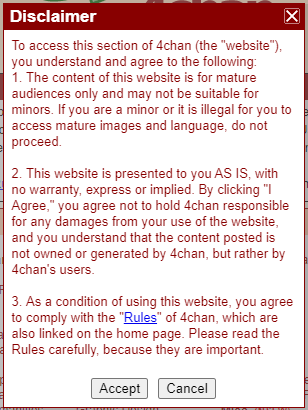 Disclaimer
To access this section of 4chan (the "website"),
you understand and agree to the following:
1. The content of this website is for mature
audiences only and may not be suitable for
minors. If you are a minor or it is illegal for you to
access mature images and language, do not
proceed.
2. This website is presented to you AS IS, with
no warranty, express or implied. By clicking "I
Agree," you agree not to hold 4chan responsible
for any damages from your use of the website,
and you understand that the content posted is
not owned or generated by 4chan, but rather by
4chan's users.
3. As a condition of using this website, you agree
to comply with the "Rules" of 4chan, which are
also linked on the home page. Please read the
Rules carefully, because they are important.
Accept Cancel